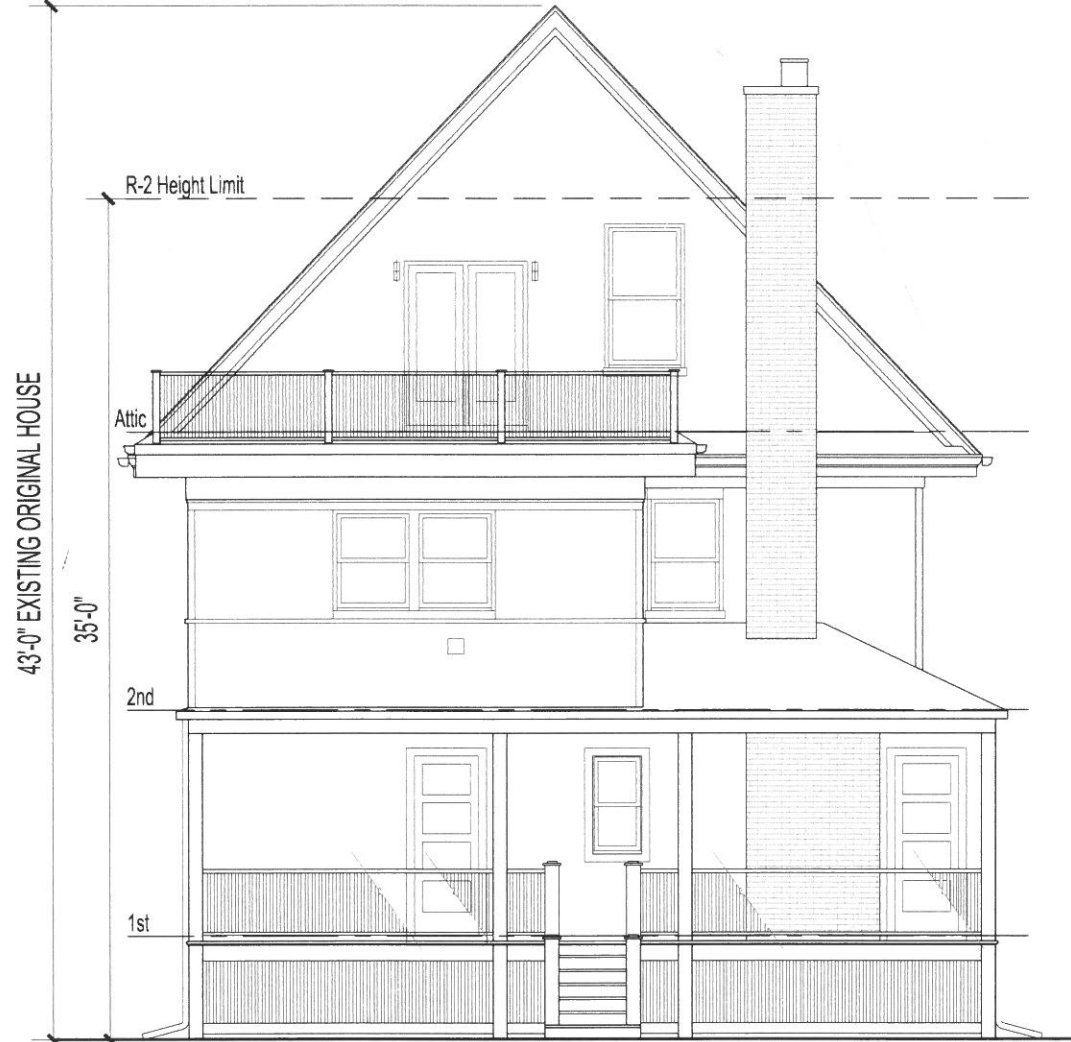 R-2 Height Limit
43'-0" EXISTING ORIGINAL HOUSE
35'-0"
Attic
2nd
1st